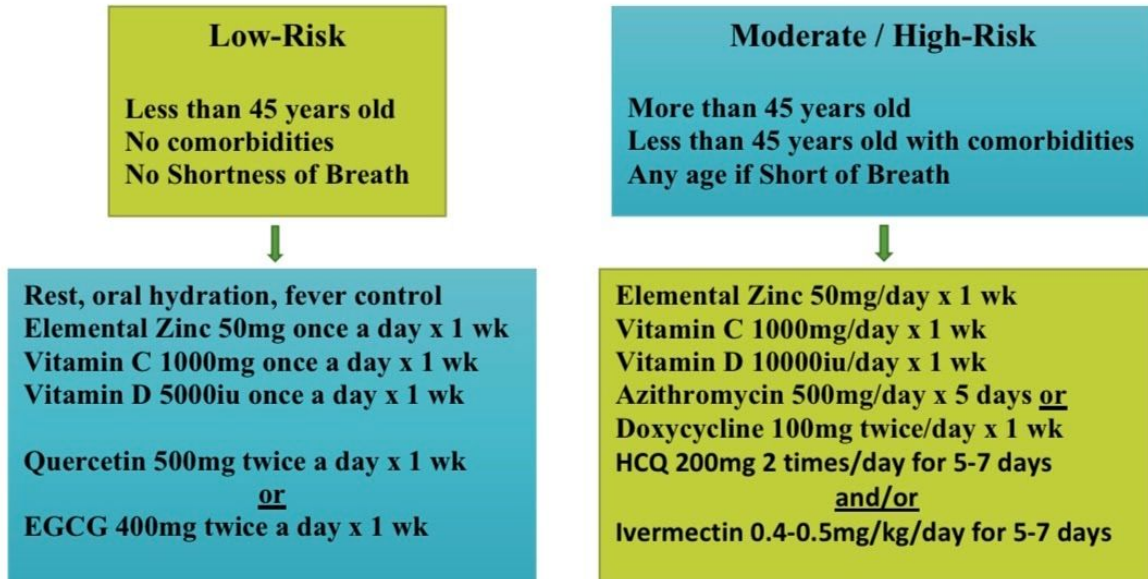 Low-Risk
Less than 45 years old
No comorbidities
No Shortness of Breath
Rest, oral hydration, fever control
Elemental Zinc 50mg once a day x 1 wk
Vitamin C 1000mg once a day x 1 wk
Vitamin D 5000iu once a day x 1 wk
Quercetin 500mg twice a day x 1 wk
or
EGCG 400mg twice a day x 1 wk
Moderate / High-Risk
More than 45 years old
Less than 45 years old with comorbidities
Any age if Short of Breath
Elemental Zinc 50mg/day x 1 wk
Vitamin C 1000mg/day x 1 wk
Vitamin D 10000iu/day x 1 wk
Azithromycin 500mg/day x 5 days or
Doxycycline 100mg twice/day x 1 wk
HCQ 200mg 2 times/day for 5-7 days
and/or
Ivermectin 0.4-0.5mg/kg/day for 5-7 days